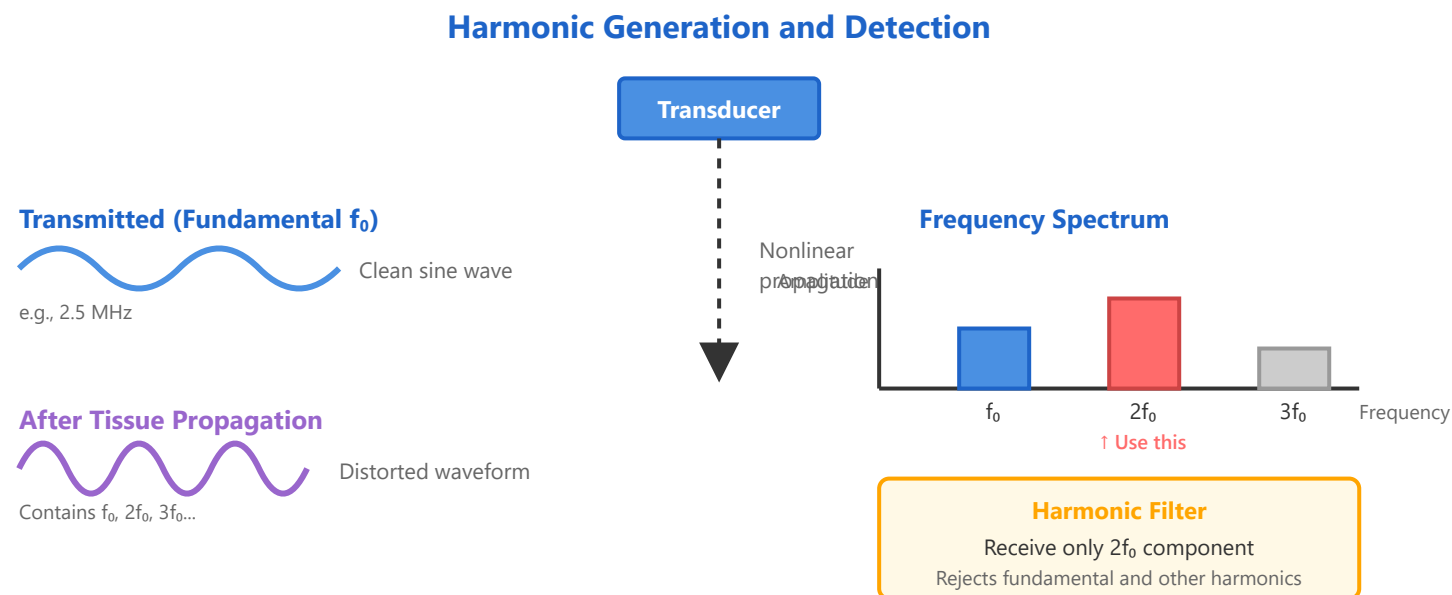 Harmonic Generation and Detection
Transducer
Transmitted (Fundamental f₀)
Clean sine wave
e.g., 2.5 MHz
After Tissue Propagation
Distorted waveform
Contains f₀, 2f₀, 3f₀...
Nonlinear
propagation
Frequency Spectrum
Amplitude
f₀ 2f₀ 3f₀ Frequency
↑ Use this
Harmonic Filter
Receive only 2f₀ component
Rejects fundamental and other harmonics